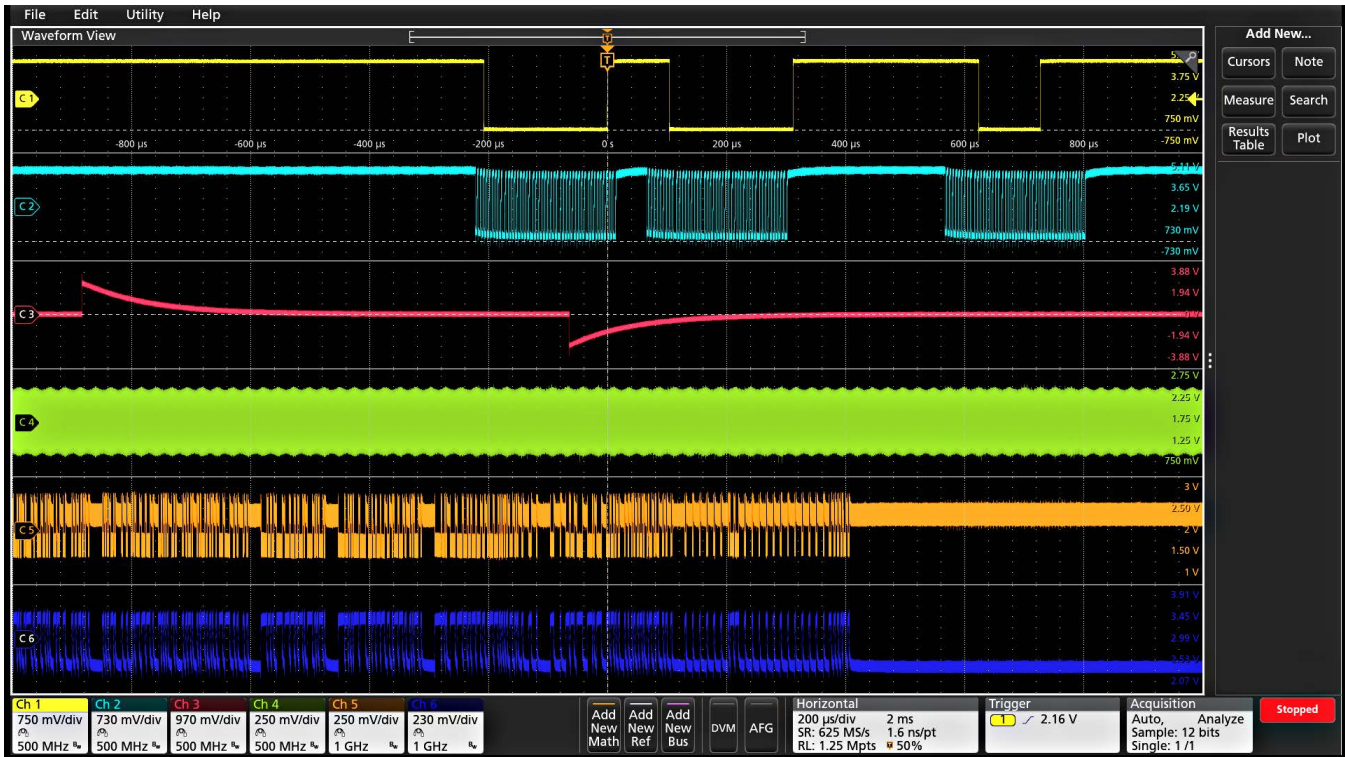 File Edit Utility Help
Waveform View
Add New...
Cursors Note
Measure Search
Results Table Plot
T
T
C 1
3.75 V
2.25 V
750 mV
-750 mV
-800 µs -600 µs -400 µs -200 µs 0 s 200 µs 400 µs 600 µs 800 µs
C 2
5.11 V
3.65 V
2.19 V
730 mV
-730 mV
C 3
3.88 V
1.94 V
0 V
-1.94 V
-3.88 V
C 4
2.75 V
2.25 V
1.75 V
1.25 V
750 mV
C 5
3 V
2.50 V
2 V
1.50 V
1 V
C 6
3.91 V
3.45 V
2.99 V
2.53 V
2.07 V
Ch 1 Ch 2 Ch 3 Ch 4 Ch 5 Ch 6
750 mV/div 730 mV/div 970 mV/div 250 mV/div 250 mV/div 230 mV/div
500 MHz Bw 500 MHz Bw 500 MHz Bw 500 MHz Bw 1 GHz Bw 1 GHz Bw
Add New Math
Add New Ref
Add New Bus
DVM
AFG
Horizontal
200 µs/div 2 ms
SR: 625 MS/s 1.6 ns/pt
RL: 1.25 Mpts 50%
Trigger
1 2.16 V
Acquisition
Auto, Analyze
Sample: 12 bits
Single: 1 /1
Stopped